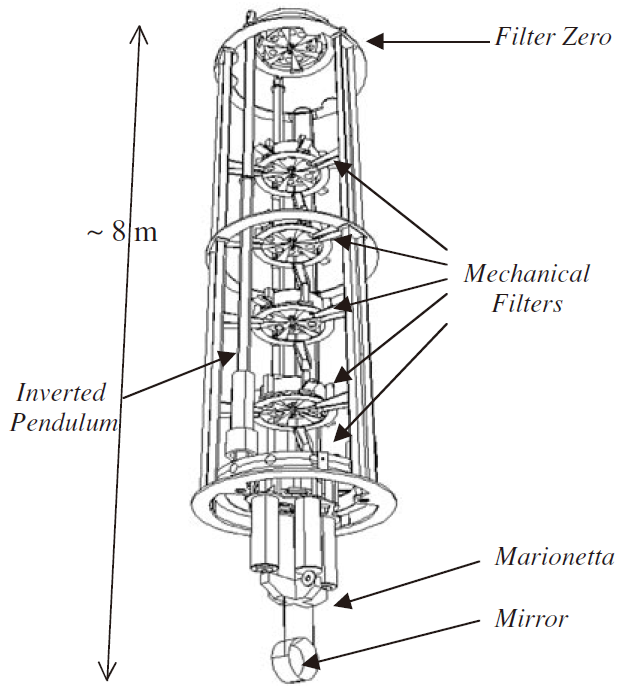 Filter Zero
~ 8 m
Mechanical
Filters
Inverted
Pendulum
Marionetta
Mirror